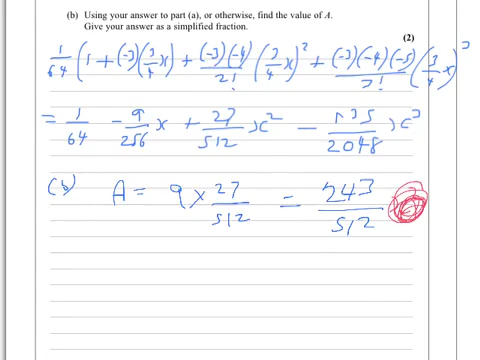 (b) Using your answer to part (a), or otherwise, find the value of A.
Give your answer as a simplified fraction.
(2)
1/64 (1 + (-3)(3/4 x) + (-3)(-4)/2! (3/4 x)² + (-3)(-4)(-5)/3! (3/4 x)³
= 1/64 - 9/256 x + 27/512 x² - 135/2048 x³
(b) A = 9 × 27/512 = 243/512